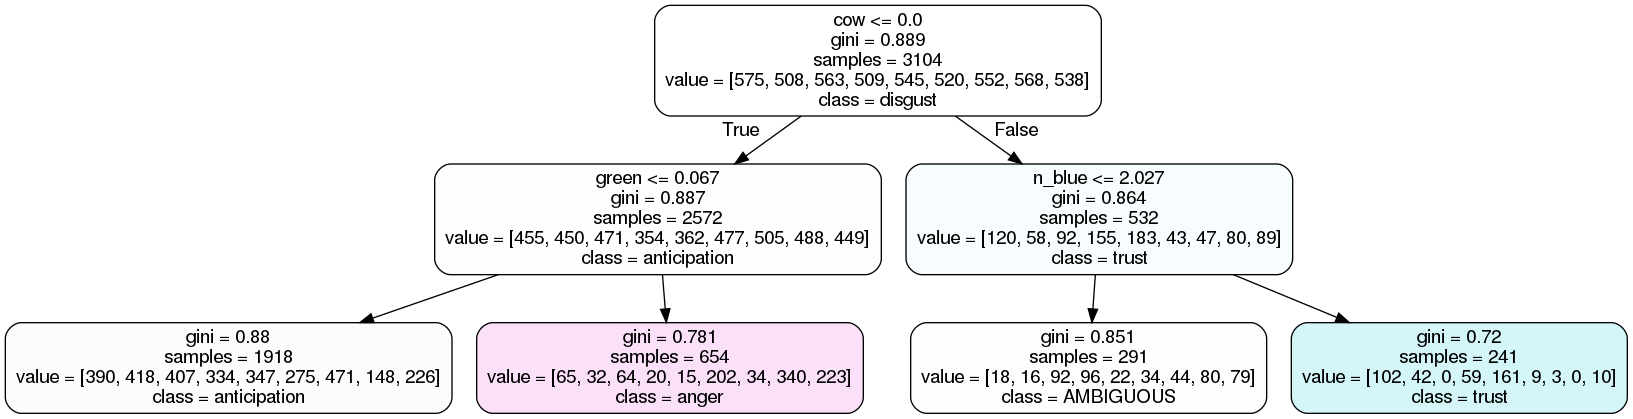 cow <= 0.0
gini = 0.889
samples = 3104
value = [575, 508, 563, 509, 545, 520, 552, 568, 538]
class = disgust
True
False
green <= 0.067
gini = 0.887
samples = 2572
value = [455, 450, 471, 354, 362, 477, 505, 488, 449]
class = anticipation
n_blue <= 2.027
gini = 0.864
samples = 532
value = [120, 58, 92, 155, 183, 43, 47, 80, 89]
class = trust
gini = 0.88
samples = 1918
value = [390, 418, 407, 334, 347, 275, 471, 148, 226]
class = anticipation
gini = 0.781
samples = 654
value = [65, 32, 64, 20, 15, 202, 34, 340, 223]
class = anger
gini = 0.851
samples = 291
value = [18, 16, 92, 96, 22, 34, 44, 80, 79]
class = AMBIGUOUS
gini = 0.72
samples = 241
value = [102, 42, 0, 59, 161, 9, 3, 0, 10]
class = trust